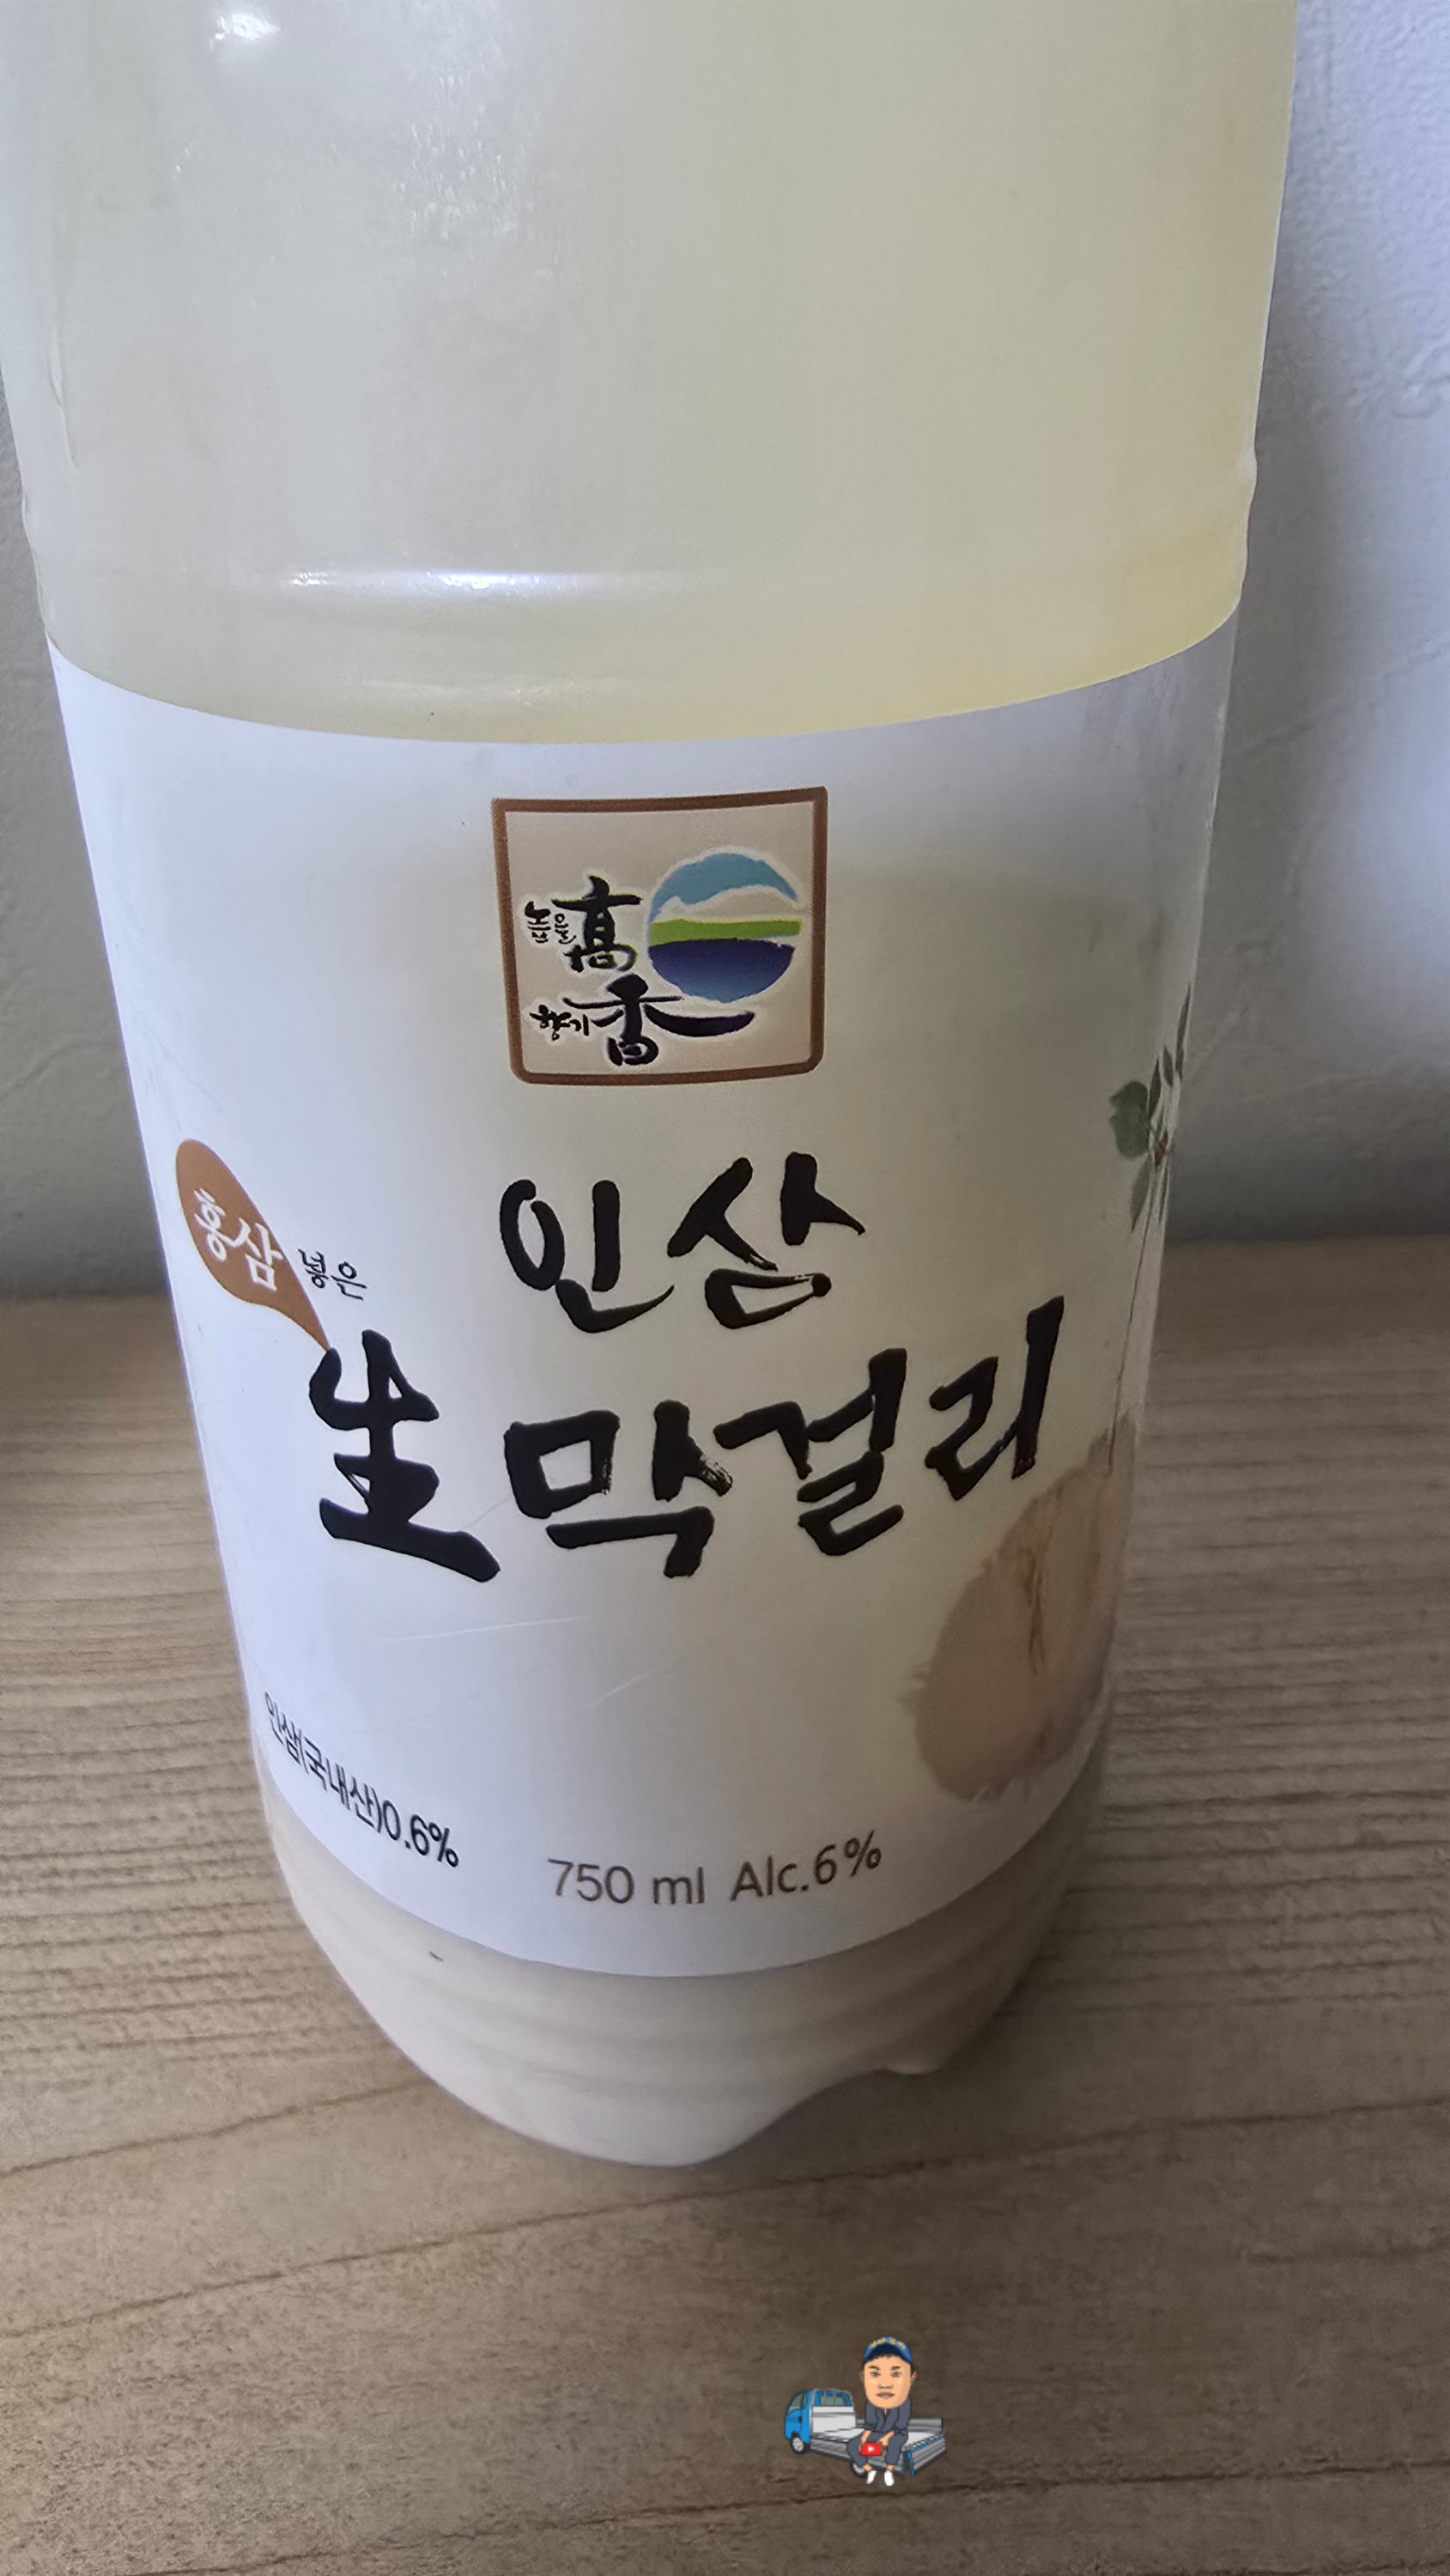 높을 高
향기 香
인삼
홍삼 넣은
生막걸리
인삼(국내산)0.6%
750 ml Alc.6%